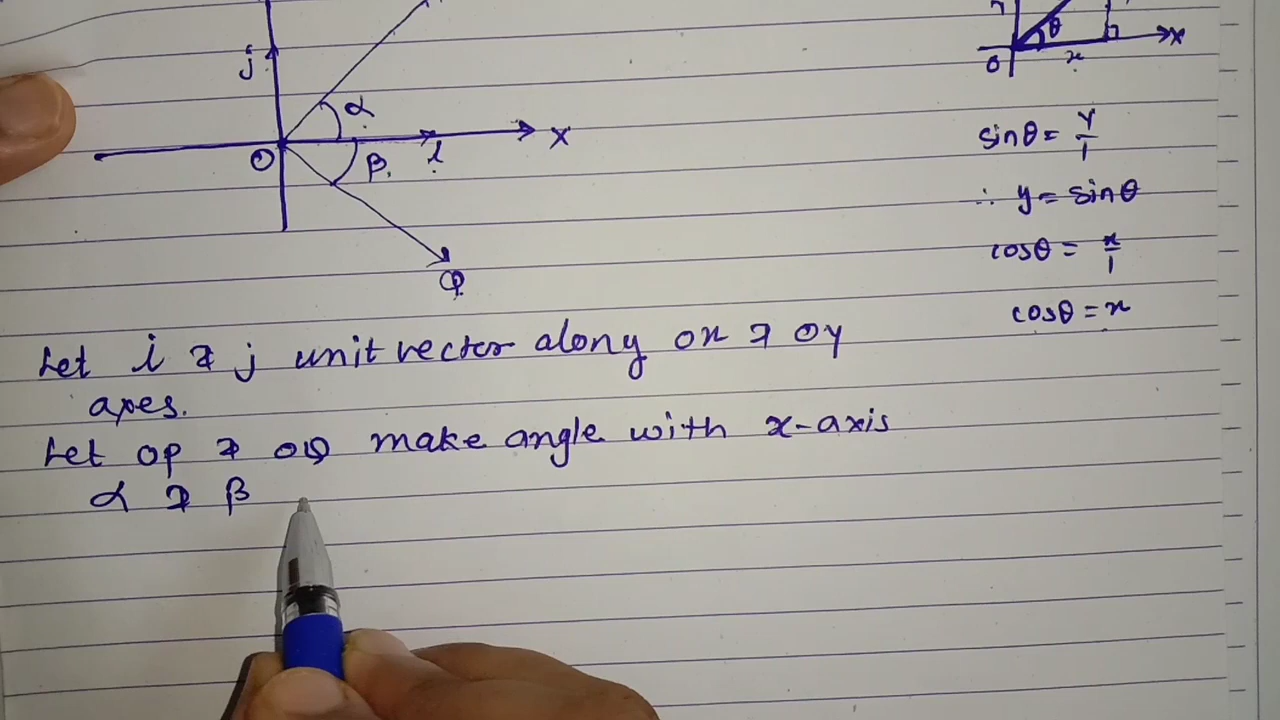 j
α
X
O
β
i
Q
θ
X
O
x
sinθ = Y/1
∴ y = sinθ
cosθ = x/1
cosθ = x
Let i & j unit vector along ox & oy
axes.
Let op & OQ make angle with x-axis
α & β